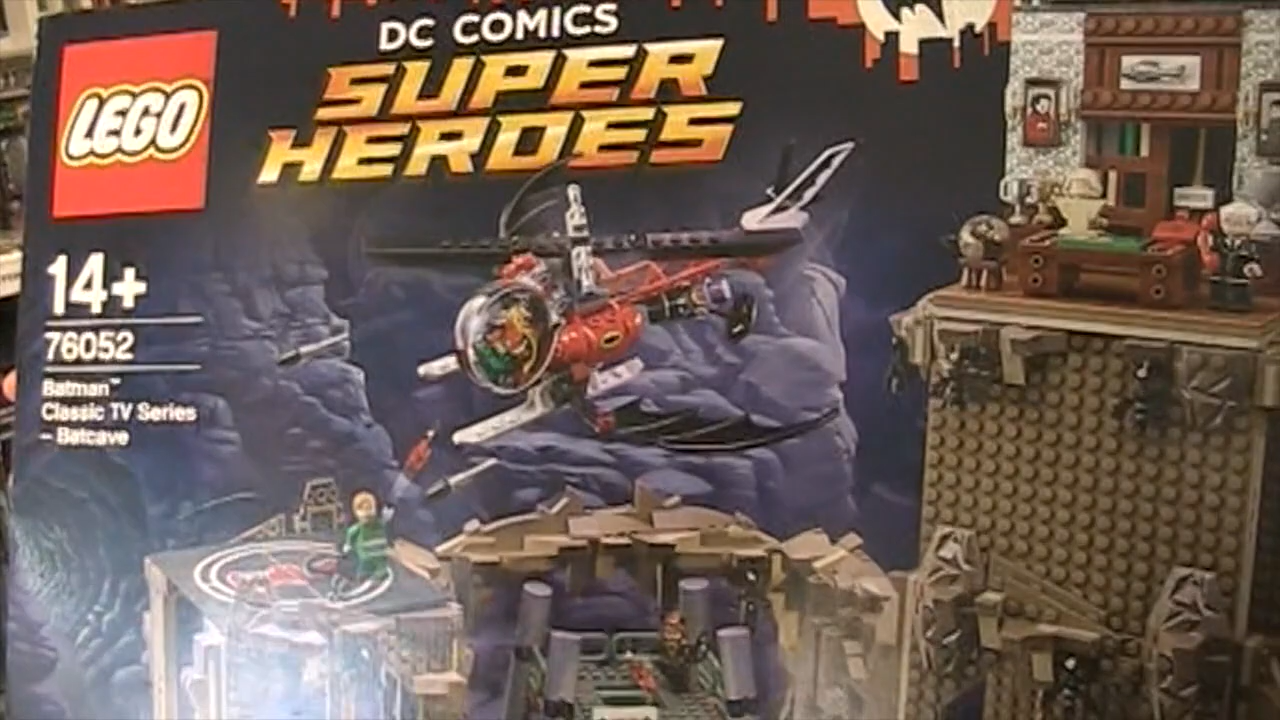 LEGO
DC COMICS
SUPER
HEROES
14+
76052
Batman™
Classic TV Series
– Batcave